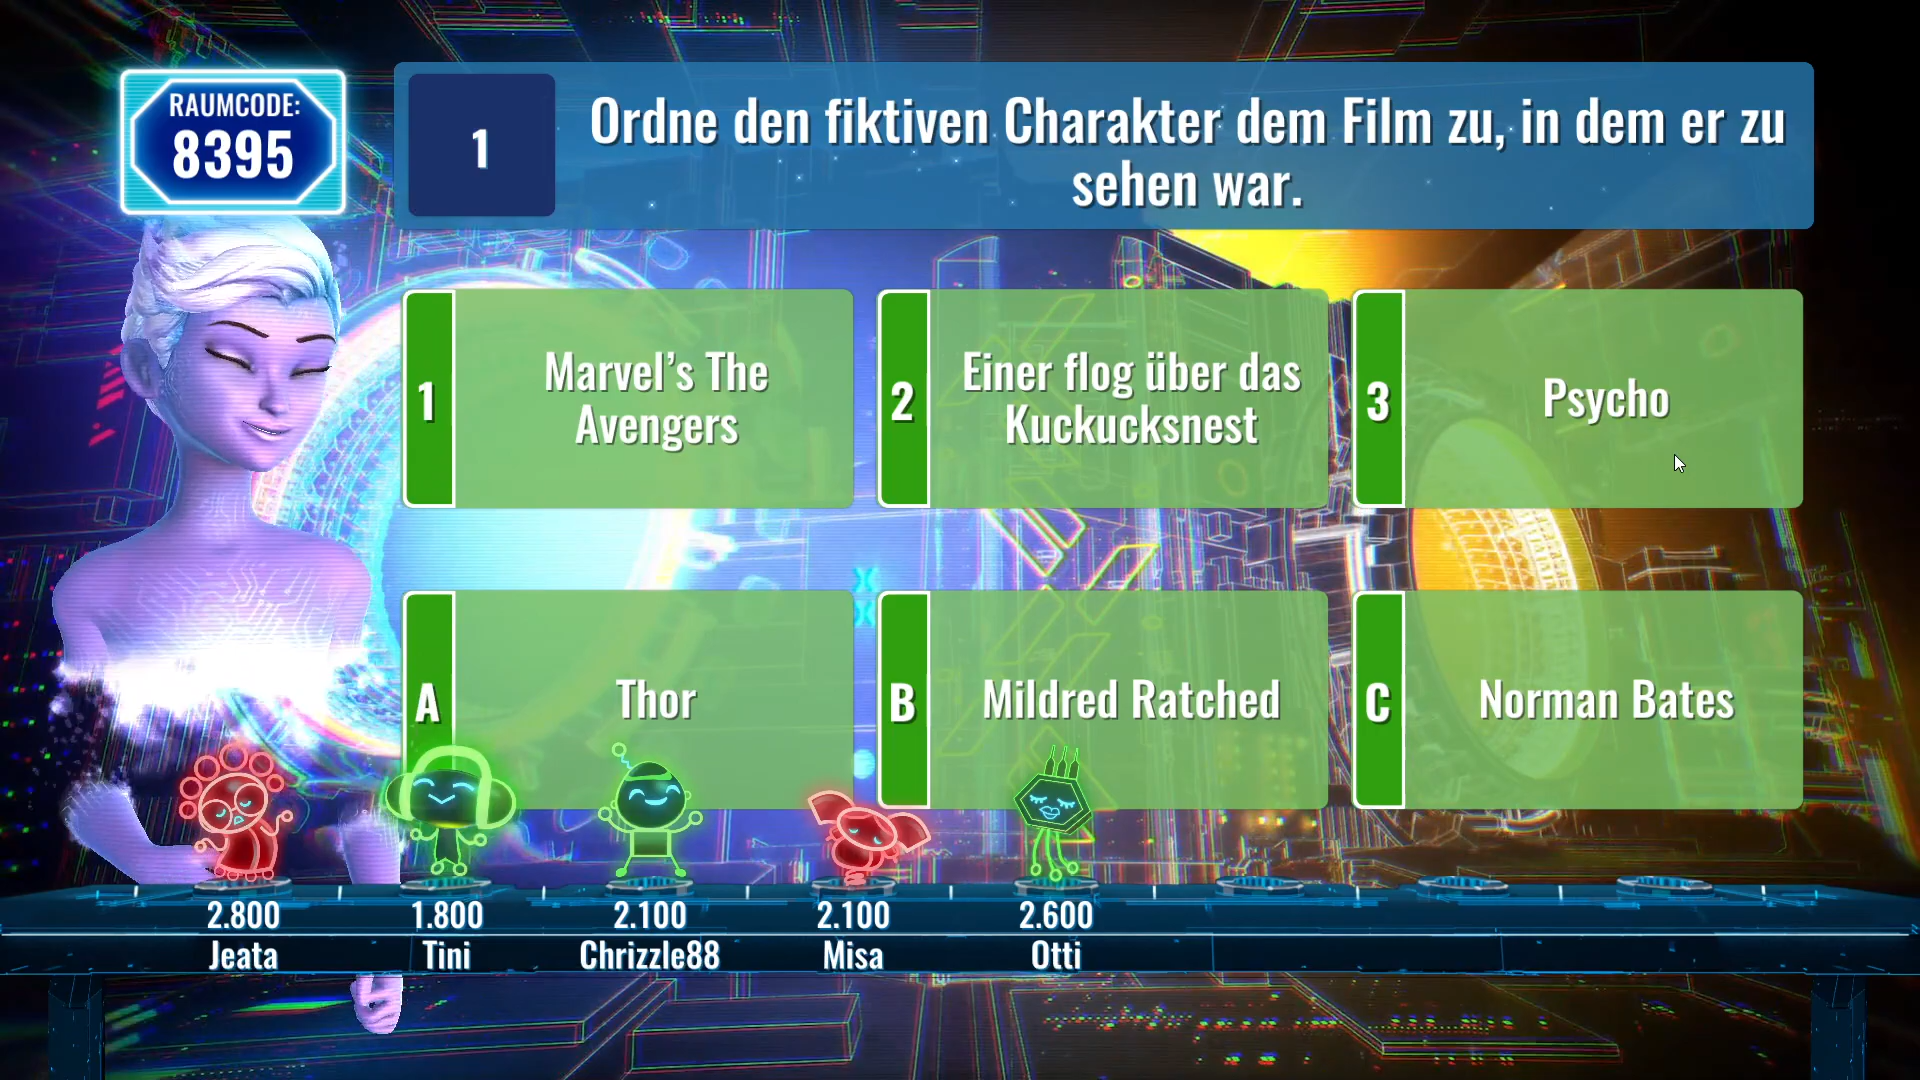 RAUMCODE:
8395
1
Ordne den fiktiven Charakter dem Film zu, in dem er zu
sehen war.
1
Marvel’s The
Avengers
2
Einer flog über das
Kuckucksnest
3
Psycho
A
Thor
B
Mildred Ratched
C
Norman Bates
2.800
Jeata
1.800
Tini
2.100
Chrizzle88
2.100
Misa
2.600
Otti